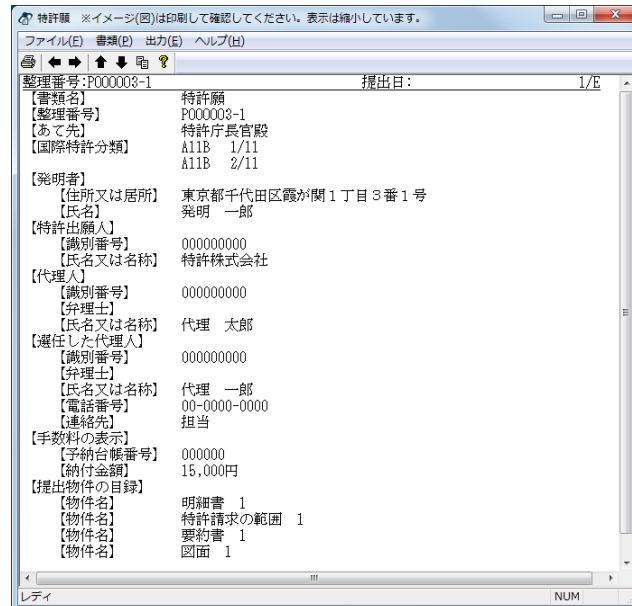 特許願　※イメージ(図)は印刷して確認してください。表示は縮小しています。
ファイル(F)　書類(P)　出力(E)　ヘルプ(H)
整理番号:P000003-1　提出日:　1/E
【書類名】　特許願
【整理番号】　P000003-1
【あて先】　特許庁長官殿
【国際特許分類】　A11B　1/11
A11B　2/11
【発明者】
【住所又は居所】　東京都千代田区霞が関１丁目３番１号
【氏名】　発明　一郎
【特許出願人】
【識別番号】　000000000
【氏名又は名称】　特許株式会社
【代理人】
【識別番号】　000000000
【弁理士】
【氏名又は名称】　代理　太郎
【選任した代理人】
【識別番号】　000000000
【弁理士】
【氏名又は名称】　代理　一郎
【電話番号】　00-0000-0000
【連絡先】　担当
【手数料の表示】
【予納台帳番号】　000000
【納付金額】　15,000円
【提出物件の目録】
【物件名】　明細書　1
【物件名】　特許請求の範囲　1
【物件名】　要約書　1
【物件名】　図面　1
レディ　NUM